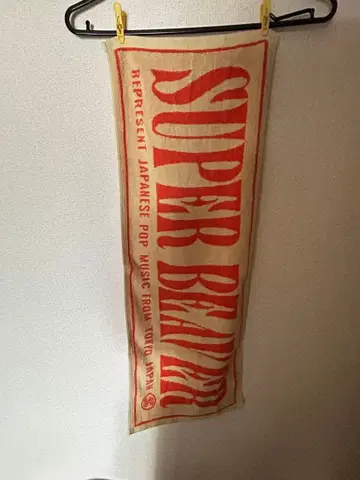 SUPER BEAVER
REPRESENT JAPANESE POP MUSIC FROM TOKYO JAPAN